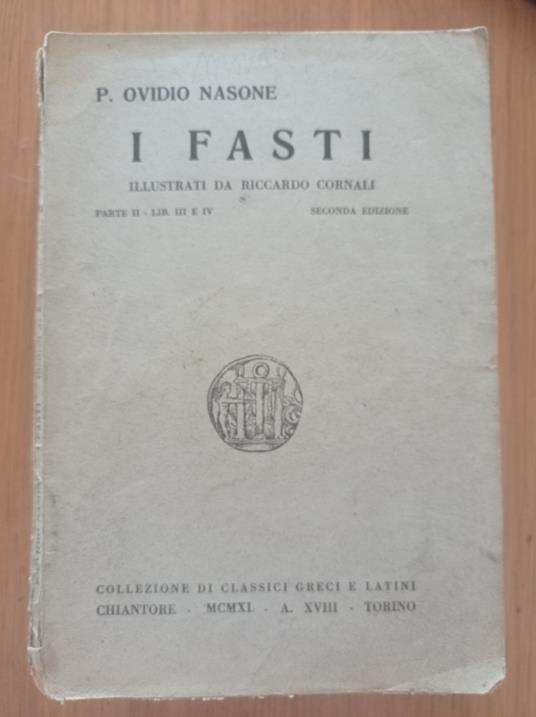 P. OVIDIO NASONE
I FASTI
ILLUSTRATI DA RICCARDO CORNALI
PARTE II - LIB. III E IV SECONDA EDIZIONE
COLLEZIONE DI CLASSICI GRECI E LATINI
CHIANTORE - MCMXL - A. XVIII - TORINO